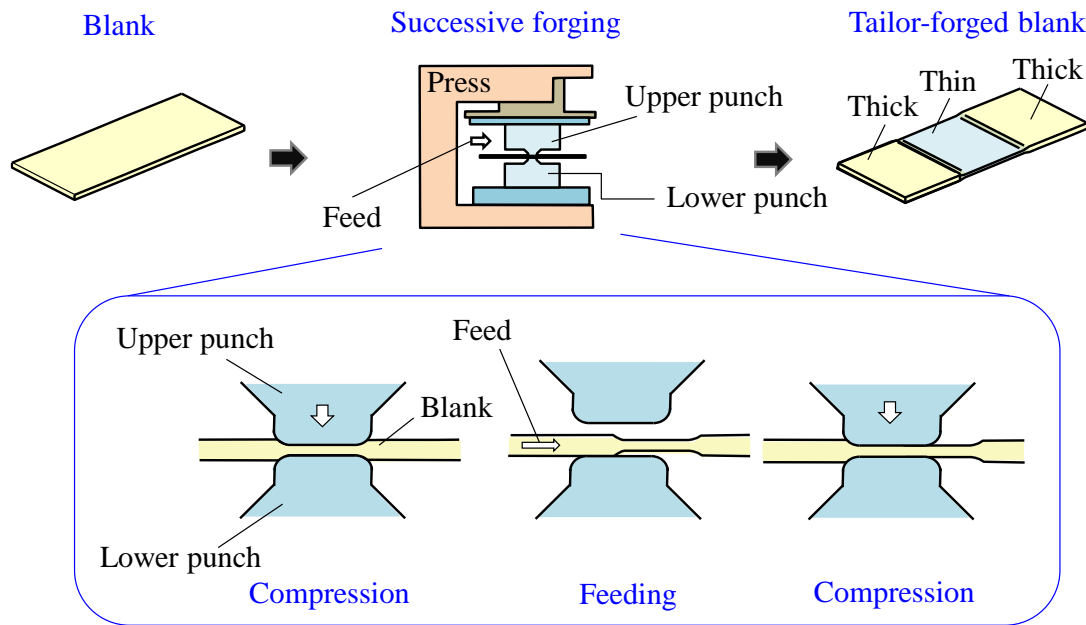 Blank
Successive forging
Tailor-forged blank
Press
Upper punch
Feed
Lower punch
Thick
Thin
Thick
Upper punch
Blank
Lower punch
Feed
Compression
Feeding
Compression